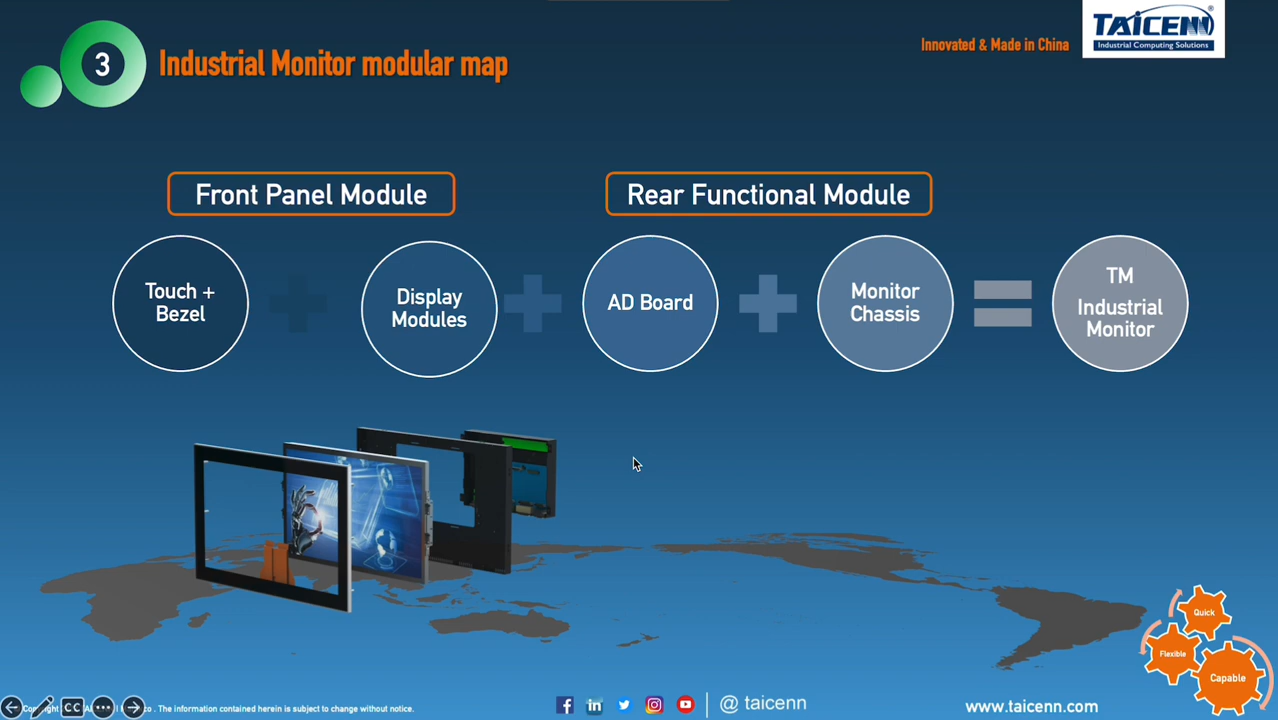 3
Industrial Monitor modular map
Innovated & Made in China
TAICENN ®
Industrial Computing Solutions
Front Panel Module
Rear Functional Module
Touch +
Bezel
Display
Modules
AD Board
Monitor
Chassis
TM
Industrial
Monitor
Quick
Flexible
Capable
CC
. The information contained herein is subject to change without notice.
@ taicenn
www.taicenn.com